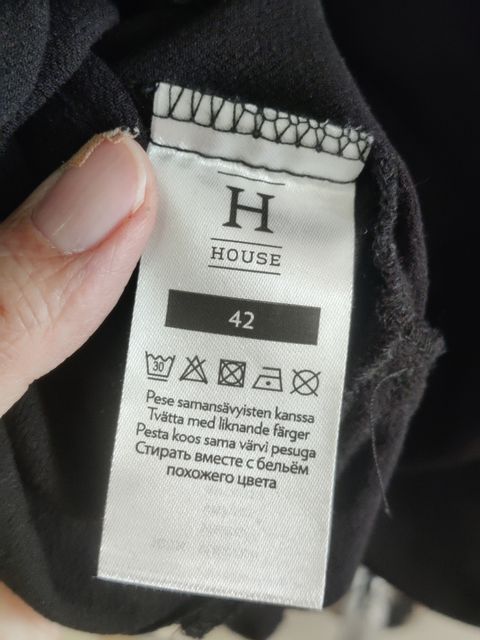 H
HOUSE
42
30
Pese samansävyisten kanssa
Tvätta med liknande färger
Pesta koos sama värvi pesuga
Стирать вместе с бельём
похожего цвета